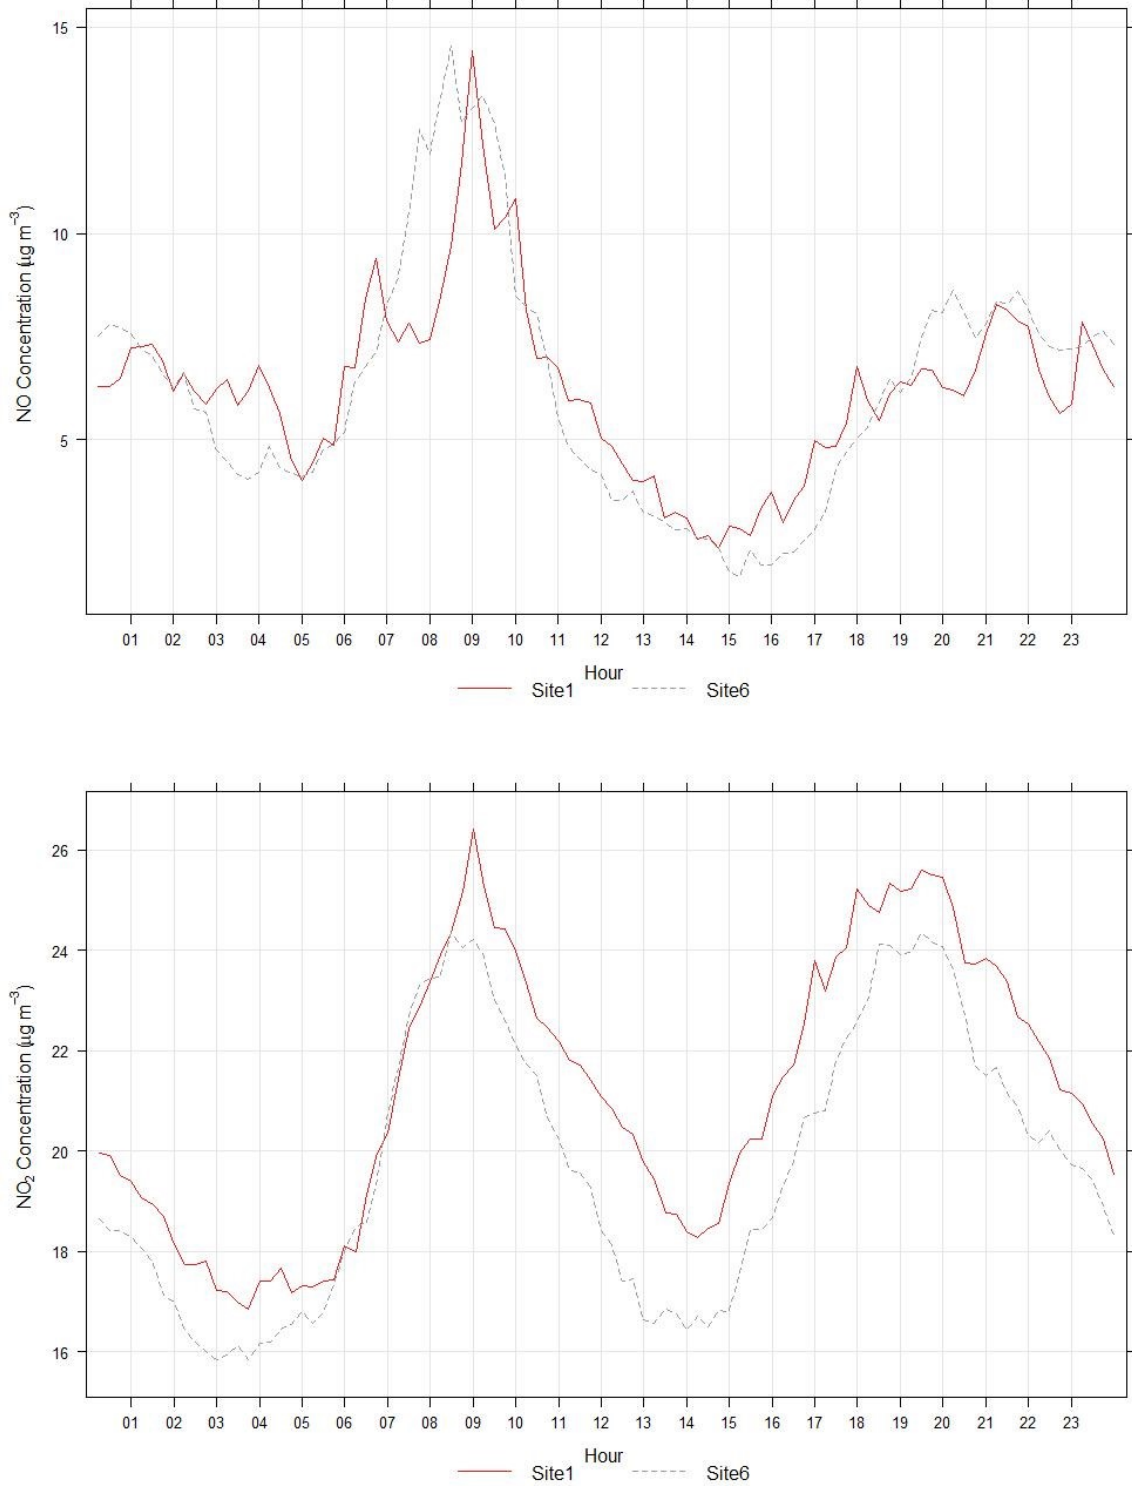 NO Concentration (µg m⁻³)
15
10
5
01 02 03 04 05 06 07 08 09 10 11 12 13 14 15 16 17 18 19 20 21 22 23
Hour
Site1 Site6
NO₂ Concentration (µg m⁻³)
26
24
22
20
18
16
01 02 03 04 05 06 07 08 09 10 11 12 13 14 15 16 17 18 19 20 21 22 23
Hour
Site1 Site6